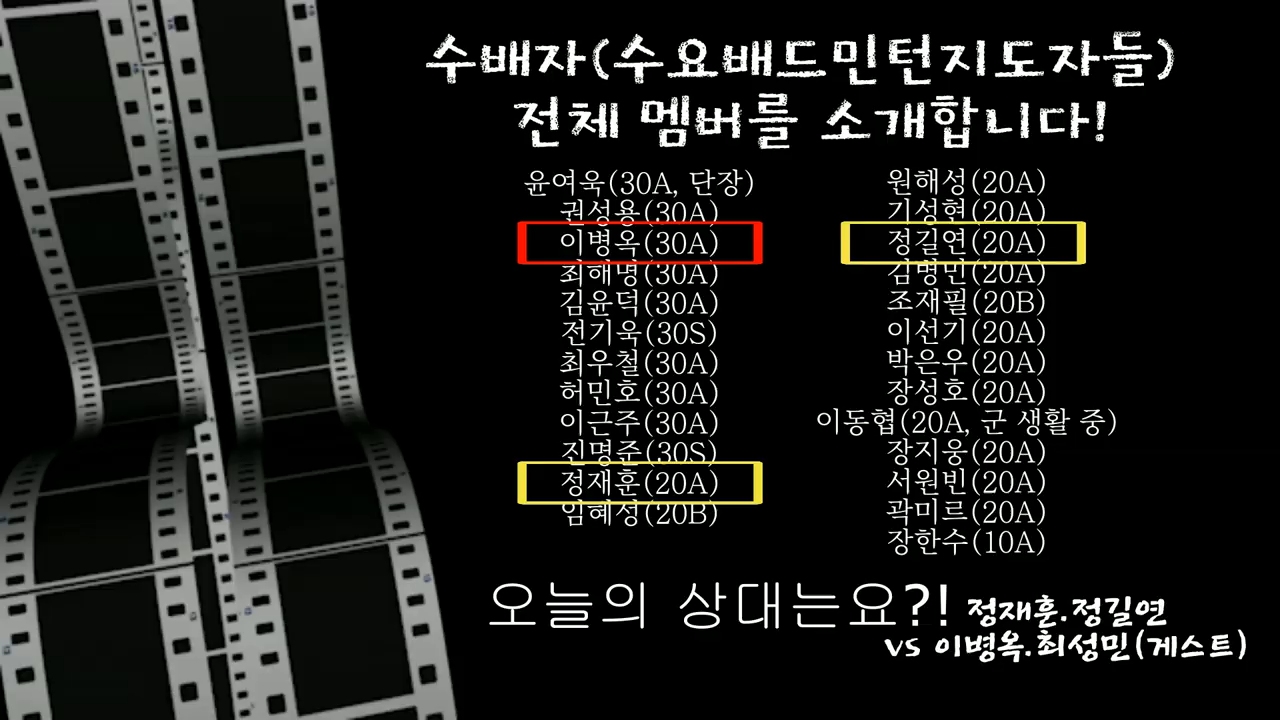 수배자(수요배드민턴지도자들)
전체 멤버를 소개합니다!
윤여욱(30A, 단장)
권성용(30A)
이병옥(30A)
최해명(30A)
김윤덕(30A)
전기욱(30S)
최우철(30A)
허민호(30A)
이근주(30A)
진명준(30S)
정재훈(20A)
임혜성(20B)
원해성(20A)
기성현(20A)
정길연(20A)
김병민(20A)
조재필(20B)
이선기(20A)
박은우(20A)
장성호(20A)
이동협(20A, 군 생활 중)
장지웅(20A)
서원빈(20A)
곽미르(20A)
장한수(10A)
오늘의 상대는요?! 정재훈.정길연
vs 이병옥.최성민(게스트)